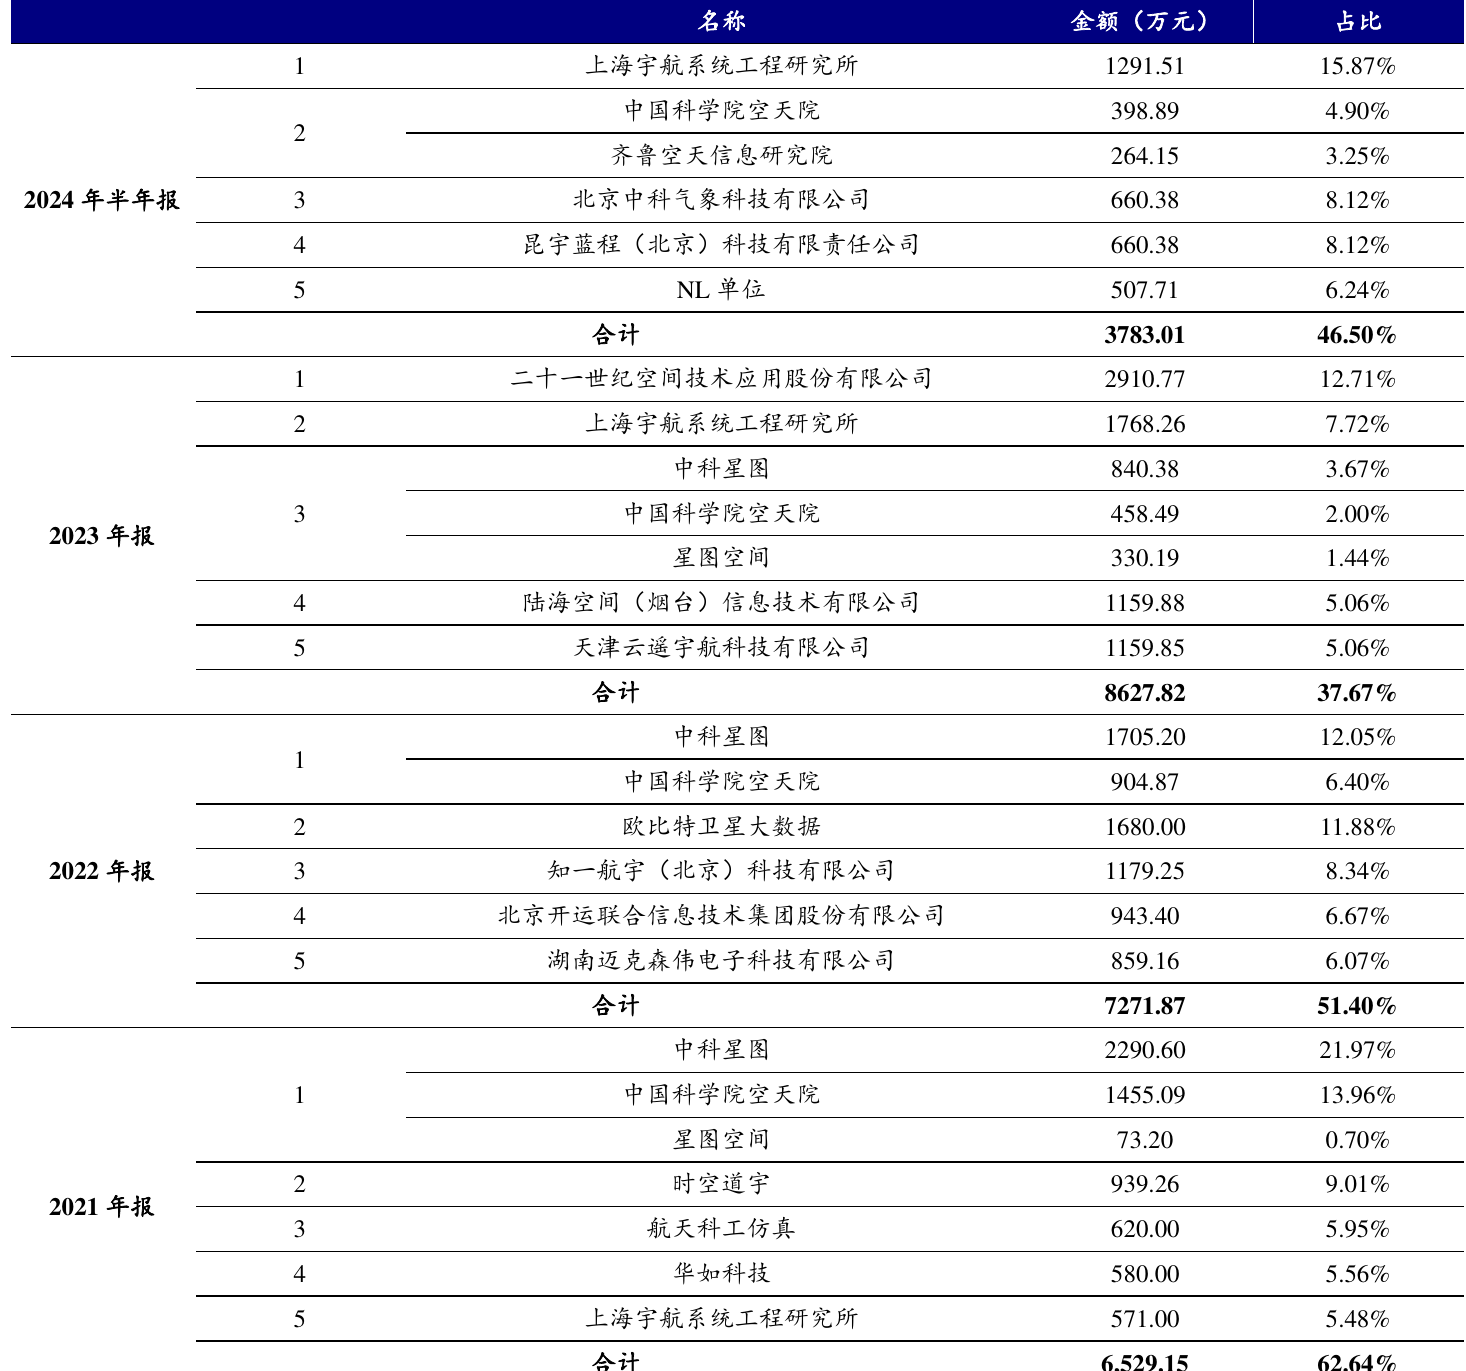 名称 金额（万元） 占比
1 上海宇航系统工程研究所 1291.51 15.87%
中国科学院空天院 398.89 4.90%
2
齐鲁空天信息研究院 264.15 3.25%
2024 年半年报 3 北京中科气象科技有限公司 660.38 8.12%
4 昆宇蓝程（北京）科技有限责任公司 660.38 8.12%
5 NL 单位 507.71 6.24%
合计 3783.01 46.50%
1 二十一世纪空间技术应用股份有限公司 2910.77 12.71%
2 上海宇航系统工程研究所 1768.26 7.72%
中科星图 840.38 3.67%
3 中国科学院空天院 458.49 2.00%
2023 年报
星图空间 330.19 1.44%
4 陆海空间（烟台）信息技术有限公司 1159.88 5.06%
5 天津云遥宇航科技有限公司 1159.85 5.06%
合计 8627.82 37.67%
中科星图 1705.20 12.05%
1
中国科学院空天院 904.87 6.40%
2 欧比特卫星大数据 1680.00 11.88%
2022 年报 3 知一航宇（北京）科技有限公司 1179.25 8.34%
4 北京开运联合信息技术集团股份有限公司 943.40 6.67%
5 湖南迈克森伟电子科技有限公司 859.16 6.07%
合计 7271.87 51.40%
中科星图 2290.60 21.97%
1 中国科学院空天院 1455.09 13.96%
星图空间 73.20 0.70%
2 时空道宇 939.26 9.01%
2021 年报
3 航天科工仿真 620.00 5.95%
4 华如科技 580.00 5.56%
5 上海宇航系统工程研究所 571.00 5.48%
合计 6,529.15 62.64%